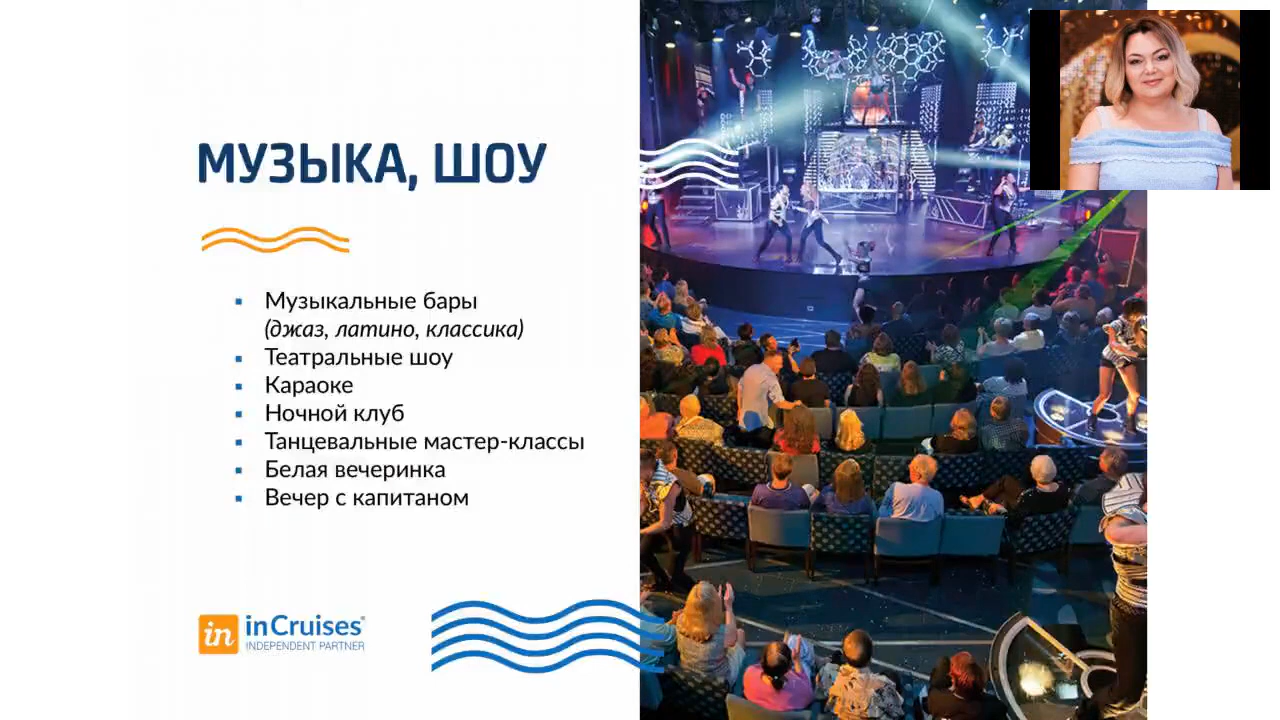 МУЗЫКА, ШОУ
▪ Музыкальные бары
(джаз, латино, классика)
▪ Театральные шоу
▪ Караоке
▪ Ночной клуб
▪ Танцевальные мастер-классы
▪ Белая вечеринка
▪ Вечер с капитаном
in inCruises®
INDEPENDENT PARTNER